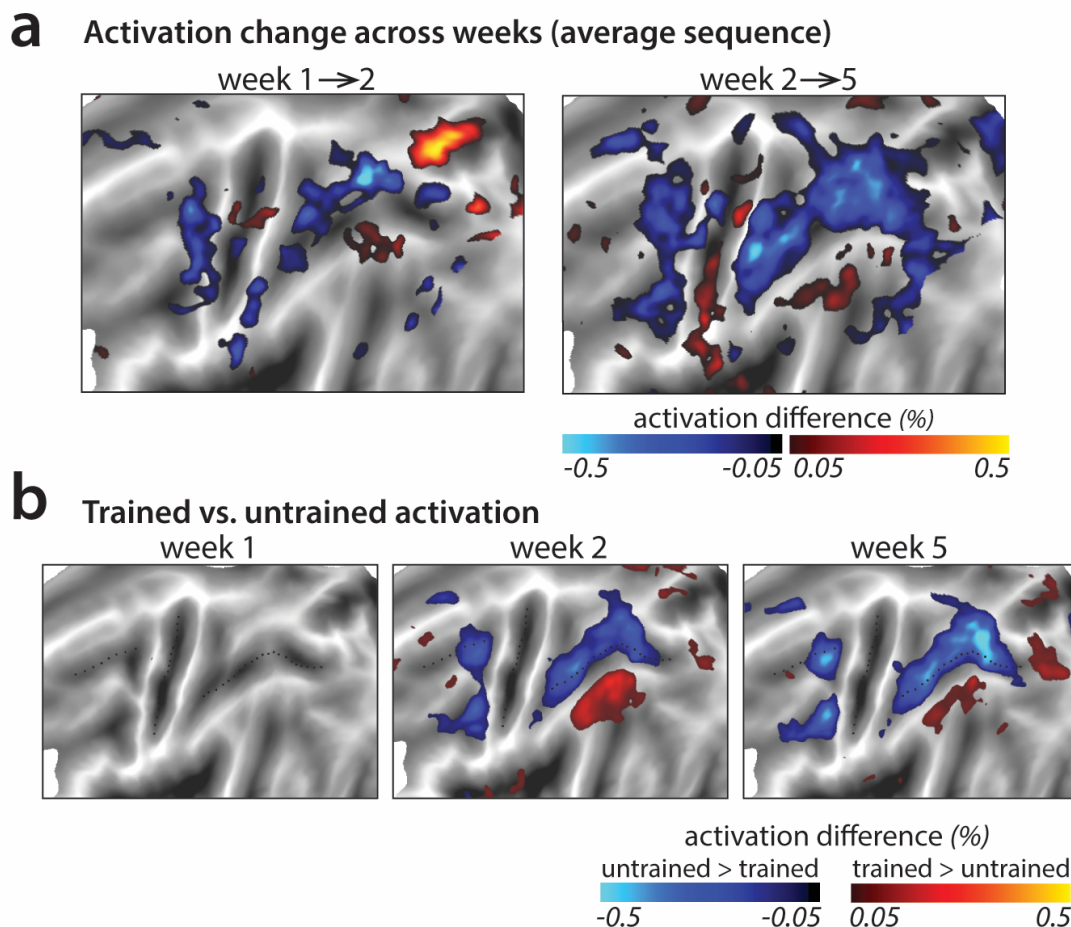 a Activation change across weeks (average sequence)
week 1→2 week 2→5
activation difference (%)
-0.5 -0.05 0.05 0.5
b Trained vs. untrained activation
week 1 week 2 week 5
activation difference (%)
untrained > trained trained > untrained
-0.5 -0.05 0.05 0.5